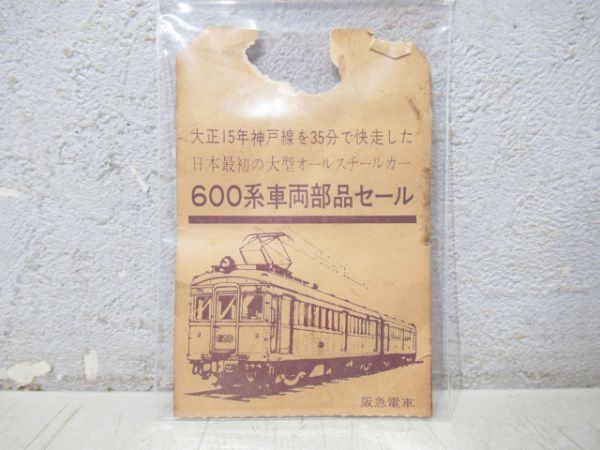 大正15年神戸線を35分で快走した
日本最初の大型オールスチールカー
600系車両部品セール
600
阪急電車